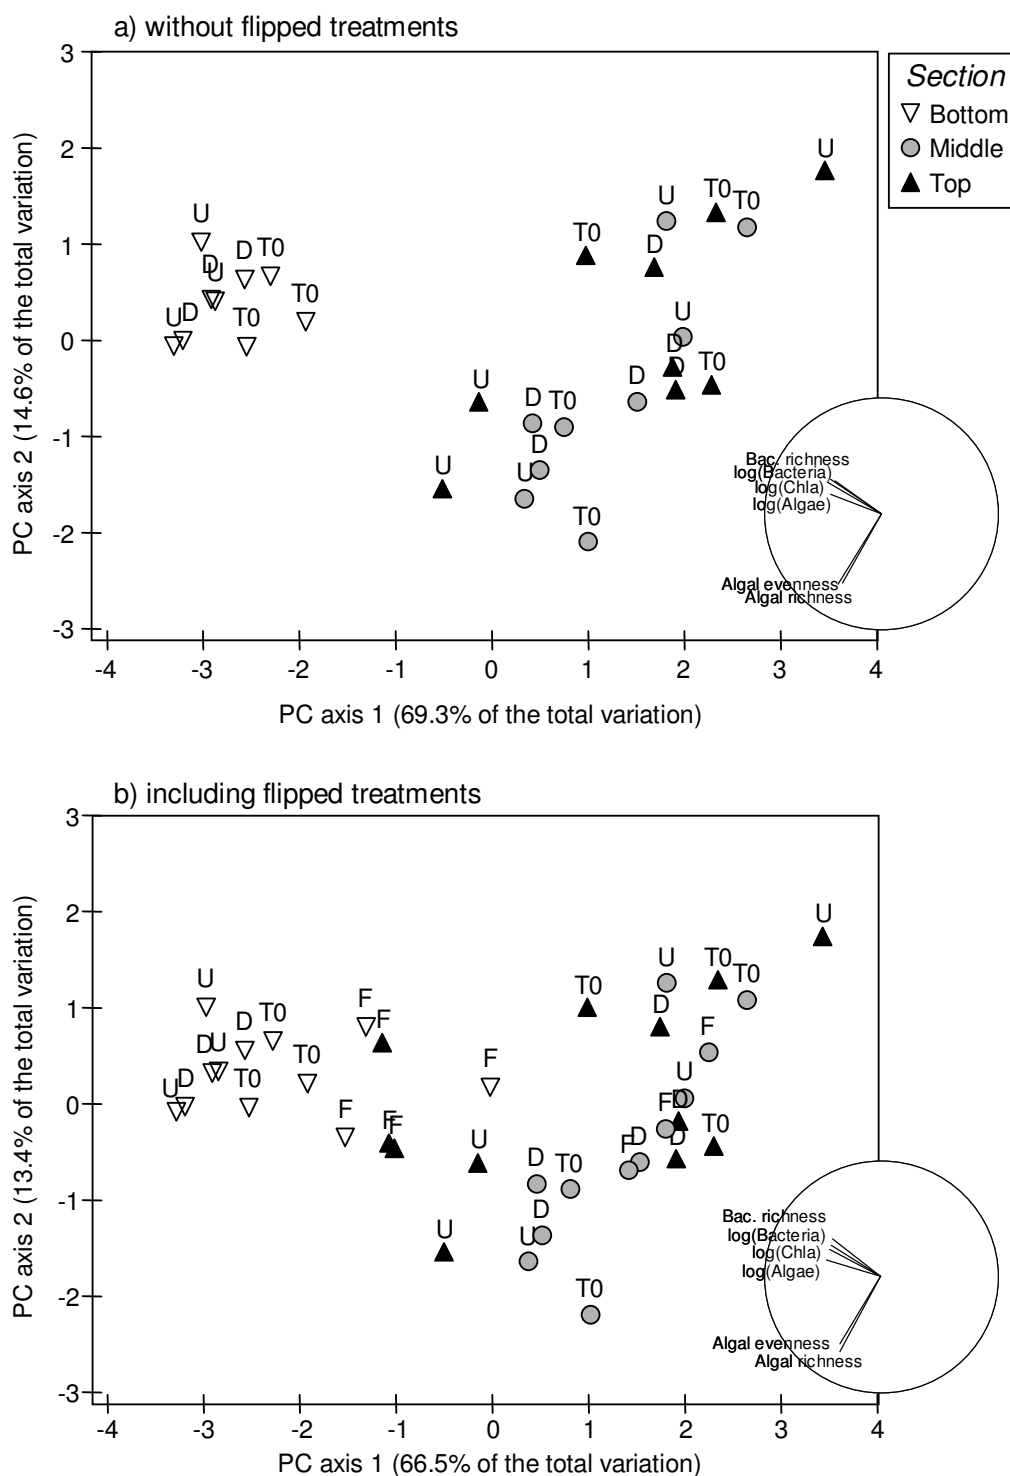 a) without flipped treatments
3
2
1
0
-1
-2
-3
PC axis 2 (14.6% of the total variation)
Section
Bottom
Middle
Top
U
T0
T0
U
T0
D
U
D
T0
D
U
T0
T0
U
D
U
D
D
T0
D
U
D
T0
D
U
U
T0
Bac. richness
log(Bacteria)
log(Chla)
log(Algae)
Algal evenness
Algal richness
-4 -3 -2 -1 0 1 2 3 4
PC axis 1 (69.3% of the total variation)
b) including flipped treatments
3
2
1
0
-1
-2
-3
PC axis 2 (13.4% of the total variation)
U
U
T0
T0
T0
U
D
F
F
F
U
D
T0
D
U
T0
T0
U
D
F
F
F
F
U
F
D
D
T0
F
D
U
D
T0
D
U
U
T0
Bac. richness
log(Bacteria)
log(Chla)
log(Algae)
Algal evenness
Algal richness
-4 -3 -2 -1 0 1 2 3 4
PC axis 1 (66.5% of the total variation)